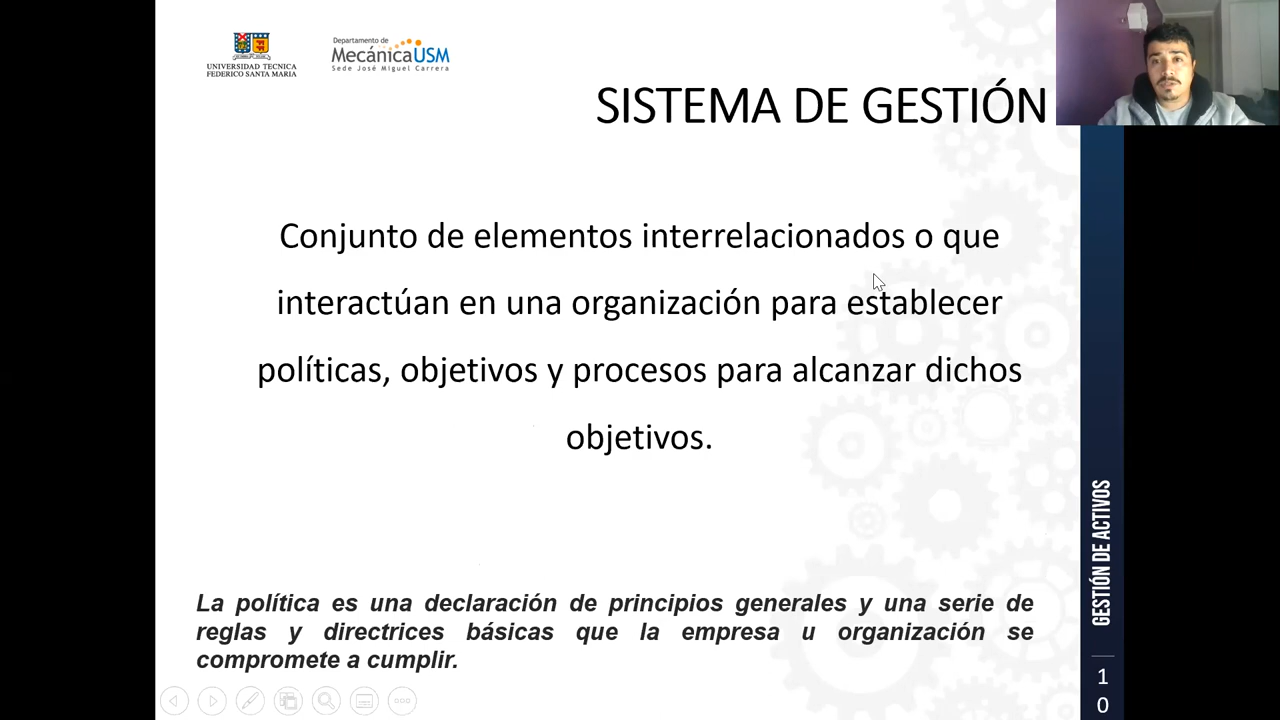 UNIVERSIDAD TECNICA
FEDERICO SANTA MARIA
Departamento de
MecánicaUSM
Sede José Miguel Carrera
SISTEMA DE GESTIÓN
Conjunto de elementos interrelacionados o que
interactúan en una organización para establecer
políticas, objetivos y procesos para alcanzar dichos
objetivos.
La política es una declaración de principios generales y una serie de
reglas y directrices básicas que la empresa u organización se
compromete a cumplir.
GESTIÓN DE ACTIVOS
1
0